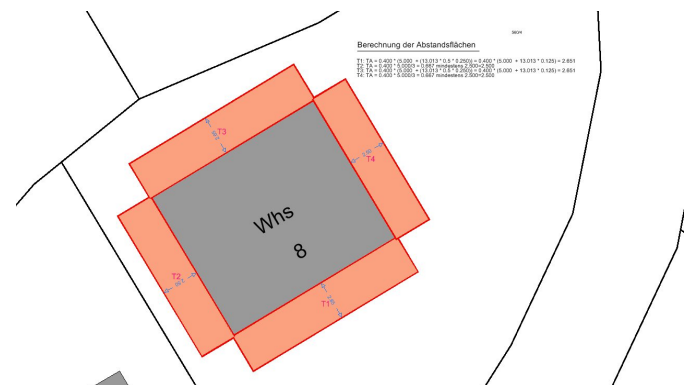 Berechnung der Abstandsflächen
T1: TA = 0.400 * (5.000 + (13.013 * 0.5 * 0.250)) = 0.400 * (5.000 + 13.013 * 0.125) = 2.651
T2: TA = 0.400 * 5.000/3 = 0.667 mindestens 2.500=2.500
T3: TA = 0.400 * (5.000 + (13.013 * 0.5 * 0.250)) = 0.400 * (5.000 + 13.013 * 0.125) = 2.651
T4: TA = 0.400 * 5.000/3 = 0.667 mindestens 2.500=2.500
T3
T4
Whs
8
T2
T1